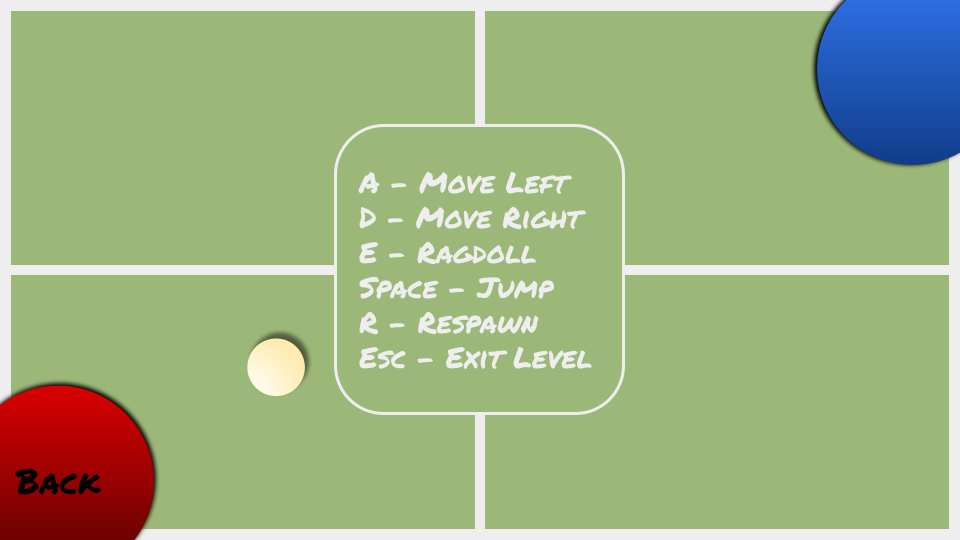 A - Move Left
D - Move Right
E - Ragdoll
Space - Jump
R - Respawn
Esc - Exit Level
Back